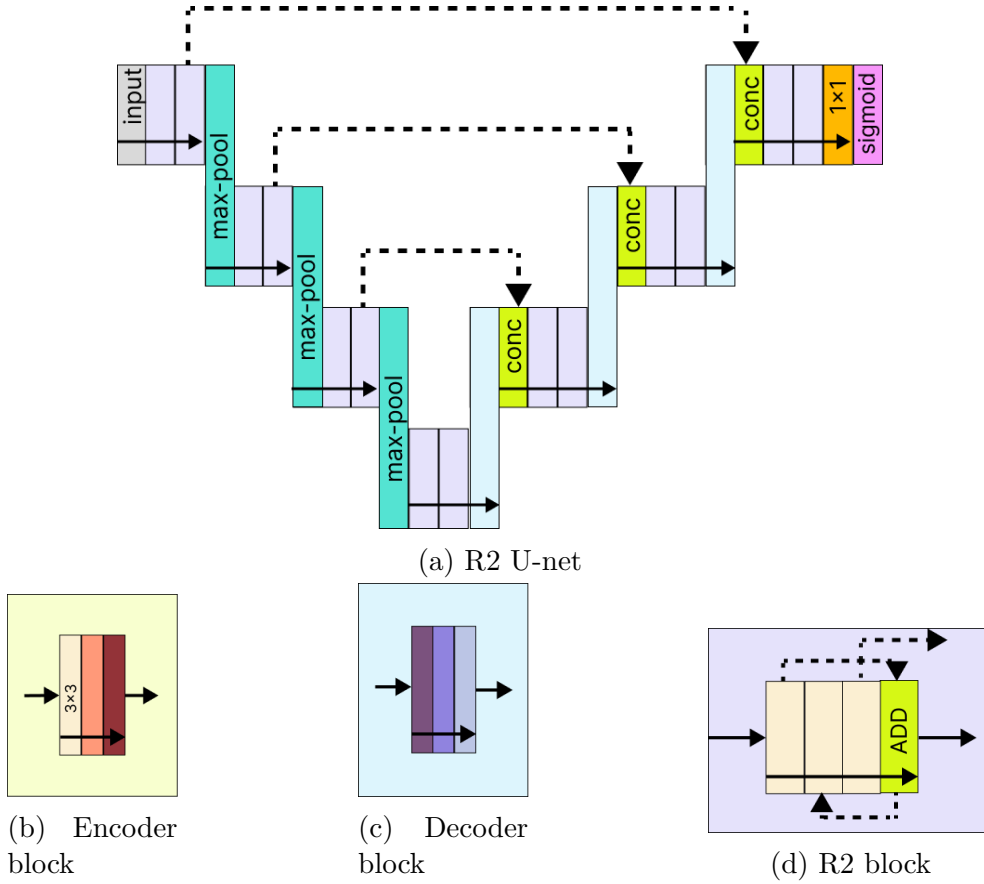 input
max-pool
max-pool
max-pool
conc
conc
conc
1×1
sigmoid
(a) R2 U-net
3×3
ADD
(b) Encoder
block
(c) Decoder
block
(d) R2 block